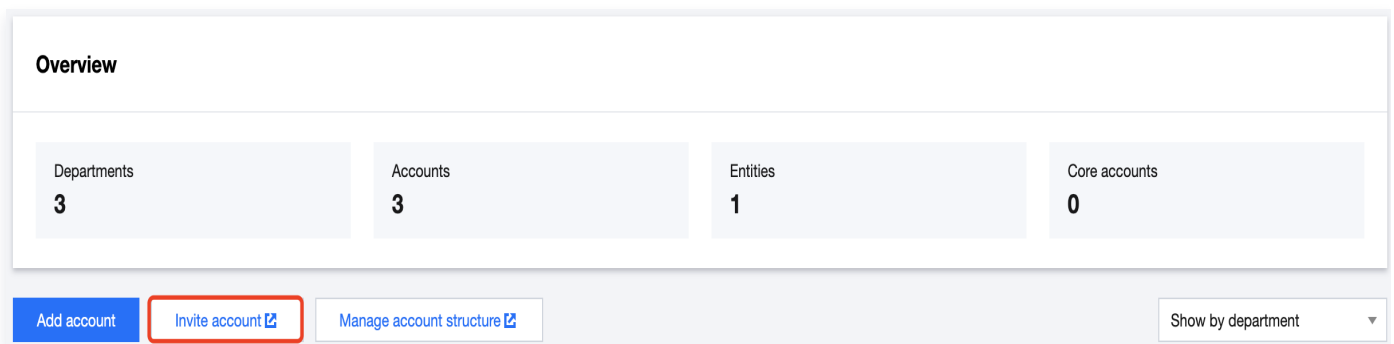 Overview
Departments Accounts Entities Core accounts
3 3 1 0
Add account Invite account Manage account structure Show by department